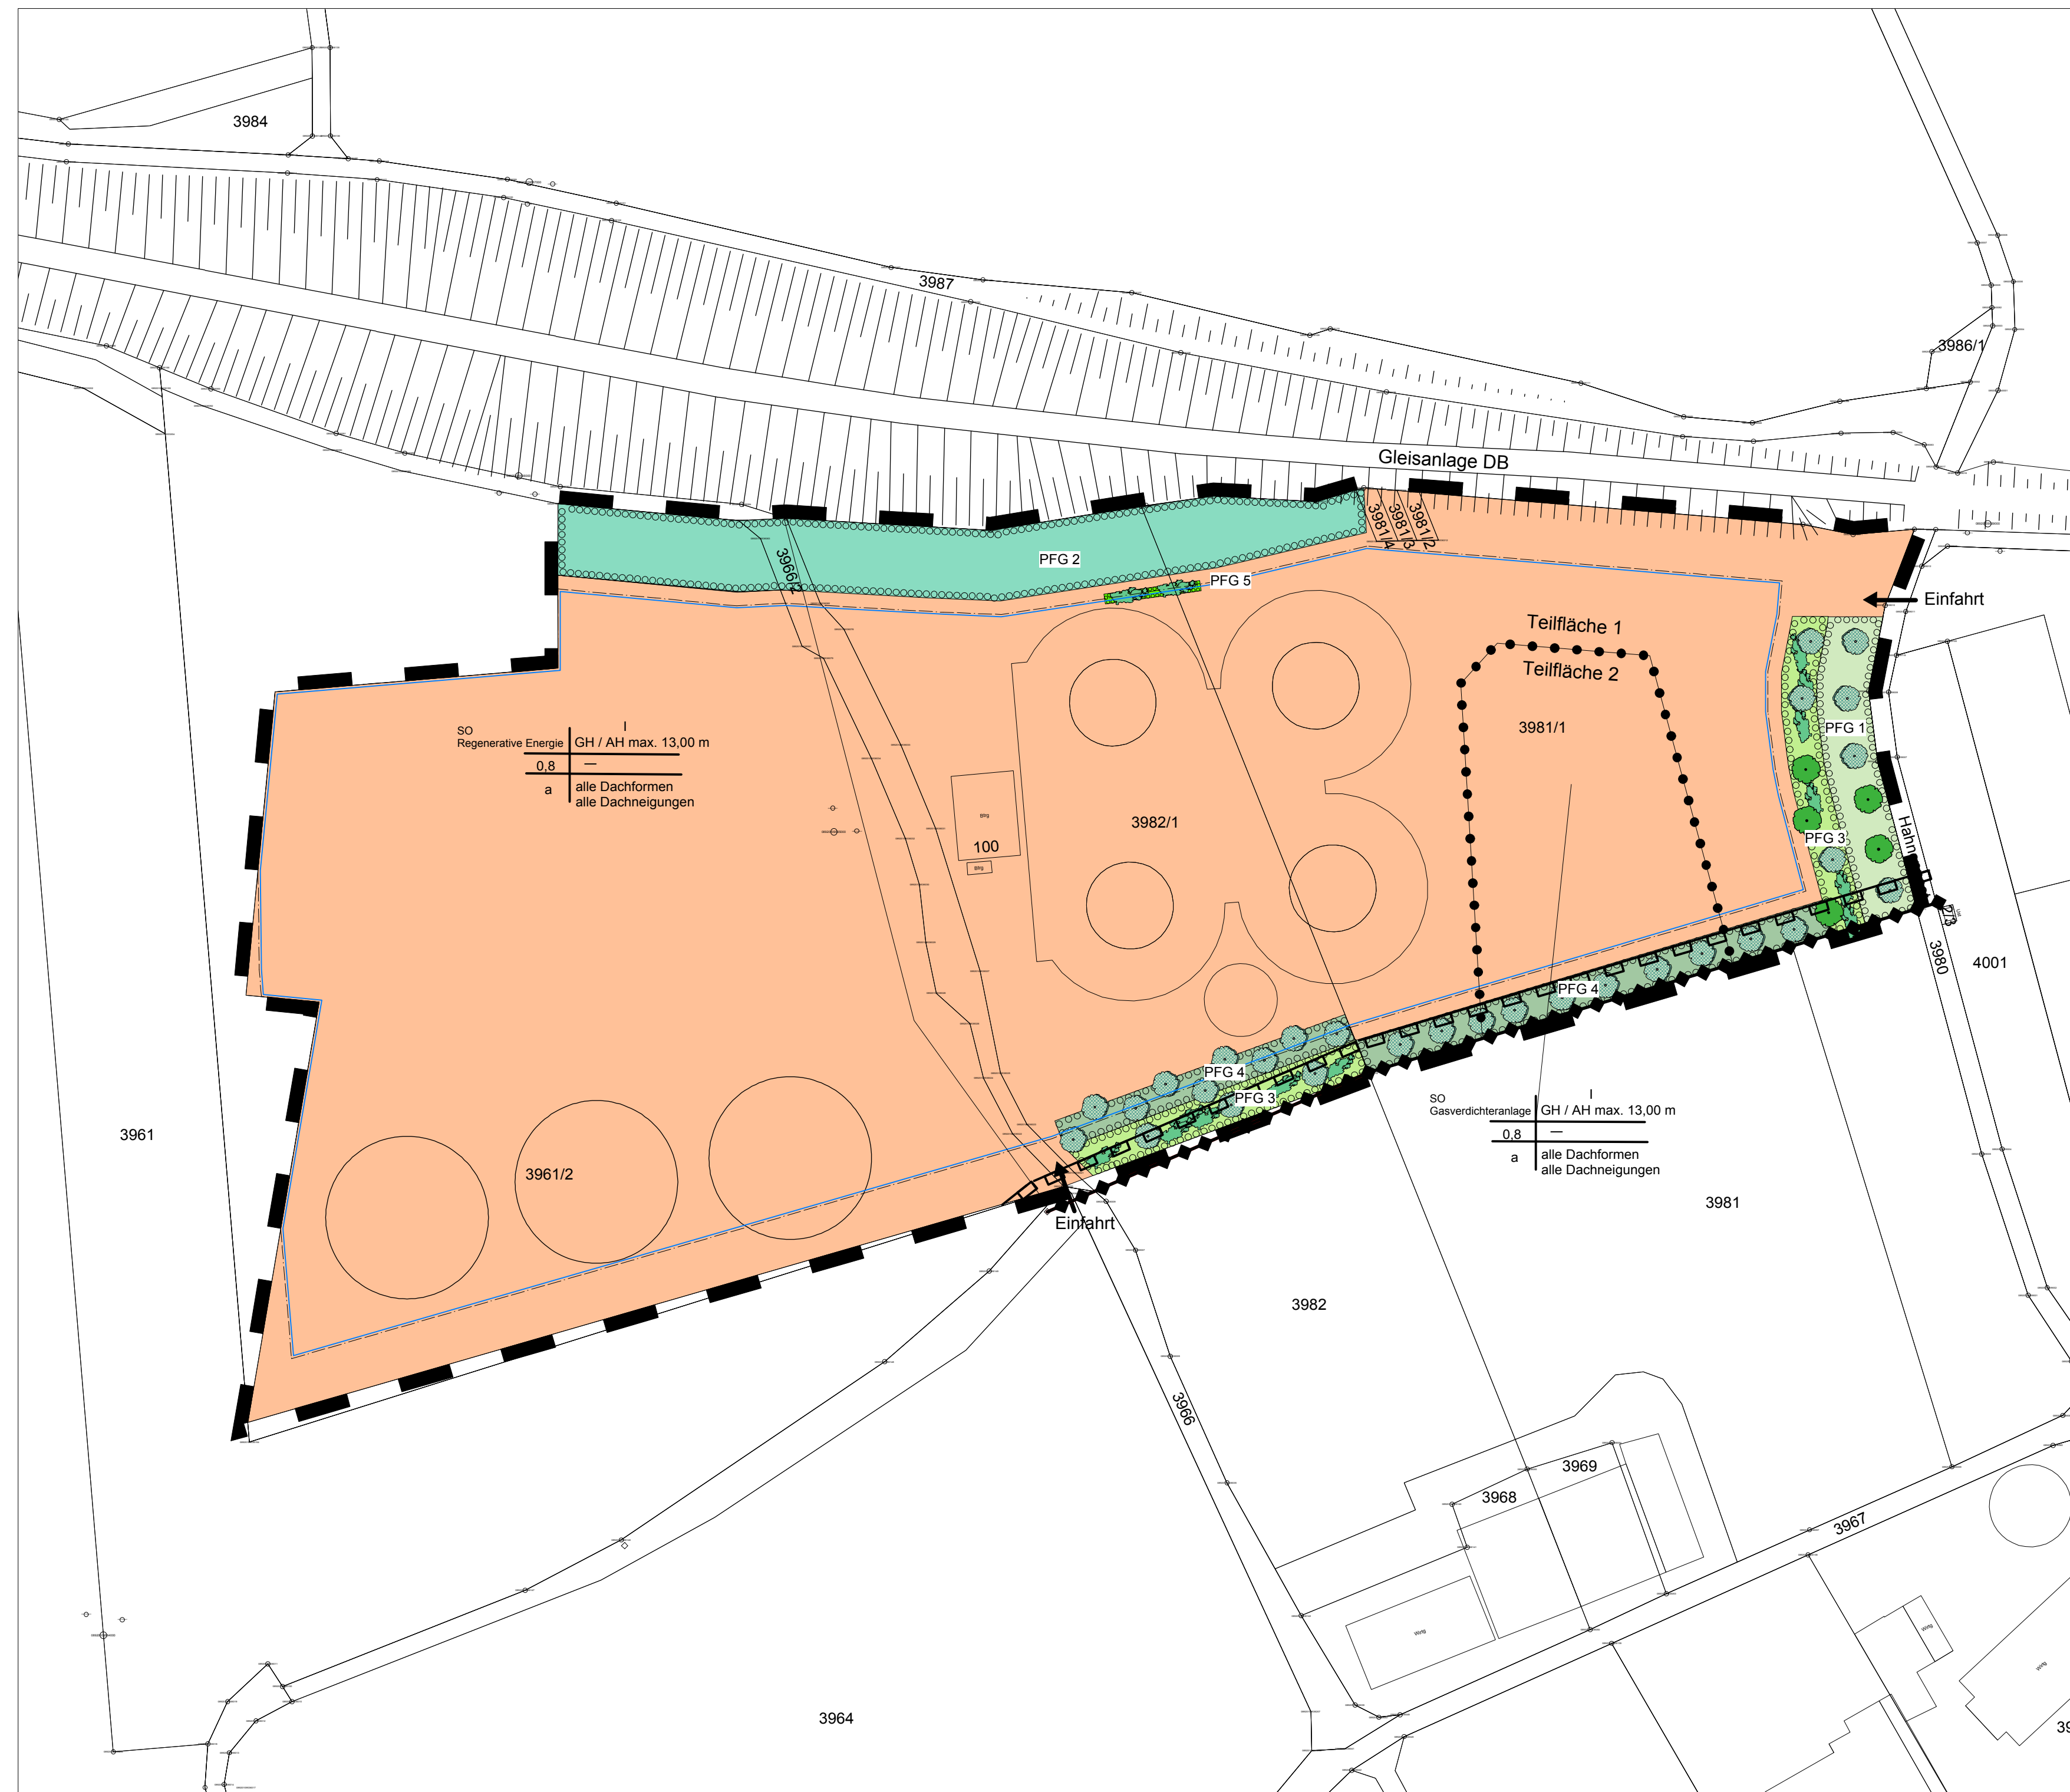 3984
3987
3986/1
Gleisanlage DB
3981/4
3981/3
3981/2
3966/2
PFG 2
PFG 5
Einfahrt
Teilfläche 1
Teilfläche 2
3981/1
PFG 1
SO
Regenerative Energie
I
GH / AH max. 13,00 m
0,8
—
a
alle Dachformen
alle Dachneigungen
3982/1
100
PFG 3
Hahn
3980
4001
PFG 4
PFG 4
PFG 3
SO
Gasverdichteranlage
I
GH / AH max. 13,00 m
0,8
—
a
alle Dachformen
alle Dachneigungen
3961
3961/2
Einfahrt
3981
3982
3966
3969
3968
3967
3964